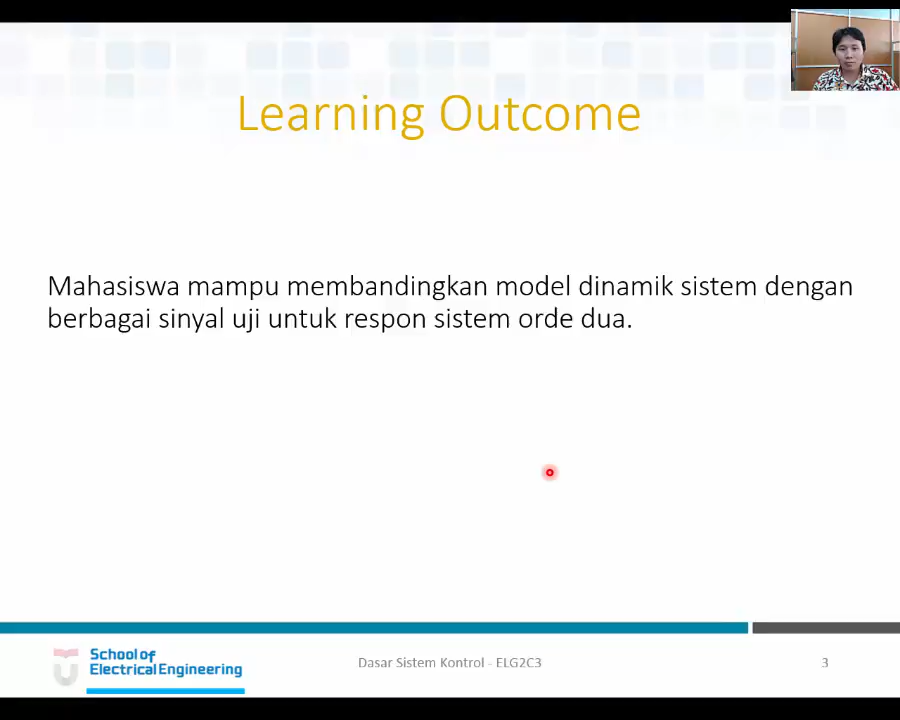 Learning Outcome
Mahasiswa mampu membandingkan model dinamik sistem dengan
berbagai sinyal uji untuk respon sistem orde dua.
School of
Electrical Engineering
Dasar Sistem Kontrol - ELG2C3
3